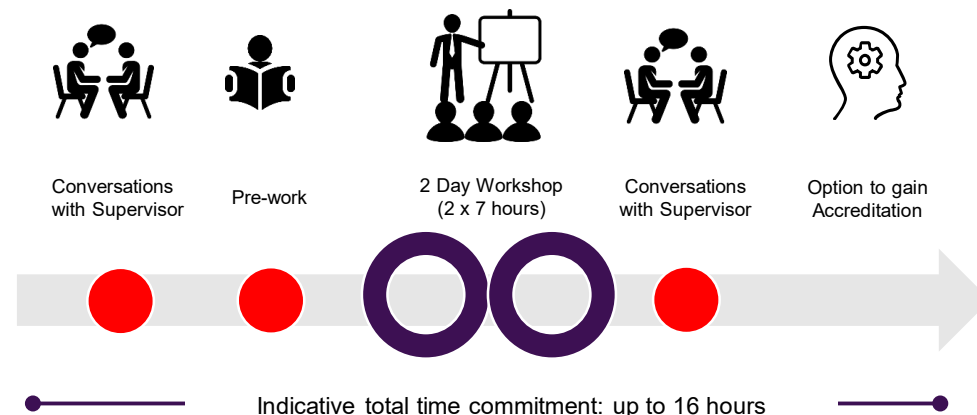 Conversations
with Supervisor
Pre-work
2 Day Workshop
(2 x 7 hours)
Conversations
with Supervisor
Option to gain
Accreditation
Indicative total time commitment: up to 16 hours